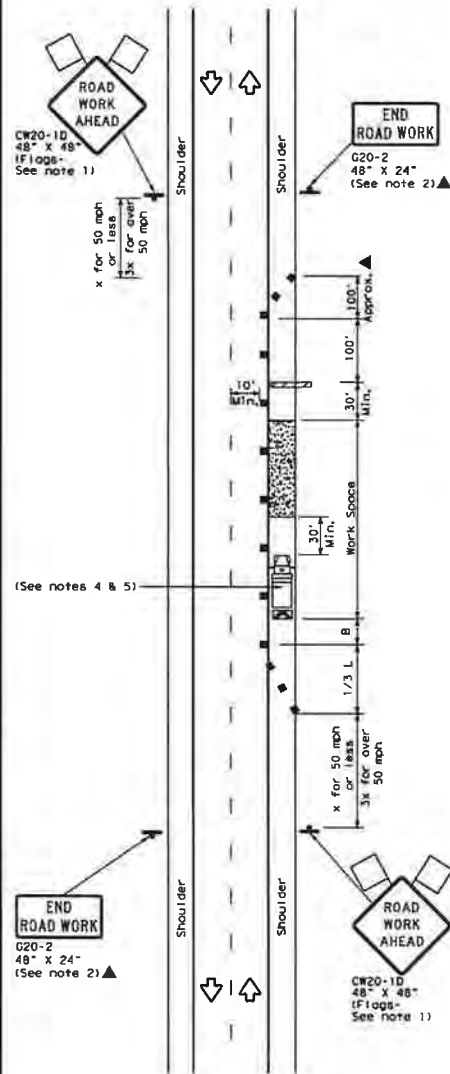 ROAD
WORK
AHEAD
CW20-1D
48" X 48"
(Flags-
See note 1)
Shoulder
Shoulder
END
ROAD WORK
G20-2
48" X 24"
(See note 2)▲
x for 50 mph
or less
3x for over
50 mph
100'
Approx.▲
100'
30'
Min.
10'
Min.
Work Space
30'
Min.
(See notes 4 & 5)
B
1/3 L
x for 50 mph
or less
3x for over
50 mph
END
ROAD WORK
G20-2
48" X 24"
(See note 2)▲
Shoulder
Shoulder
ROAD
WORK
AHEAD
CW20-1D
48" X 48"
(Flags-
See note 1)